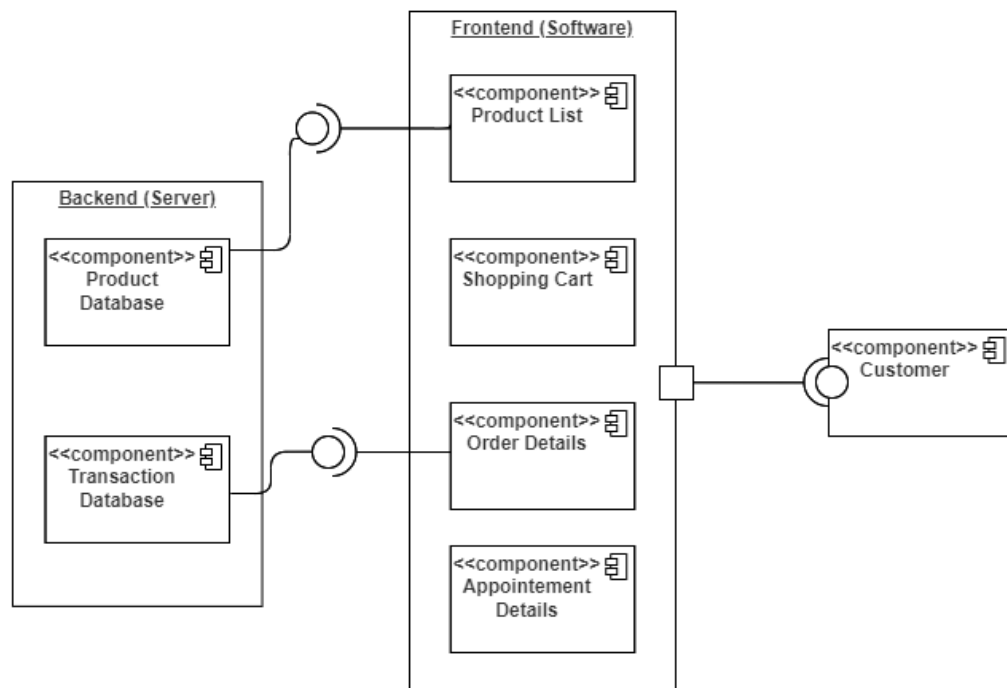 Frontend (Software)
<<component>>
Product List
Backend (Server)
<<component>>
Product
Database
<<component>>
Shopping Cart
<<component>>
Customer
<<component>>
Transaction
Database
<<component>>
Order Details
<<component>>
Appointement
Details